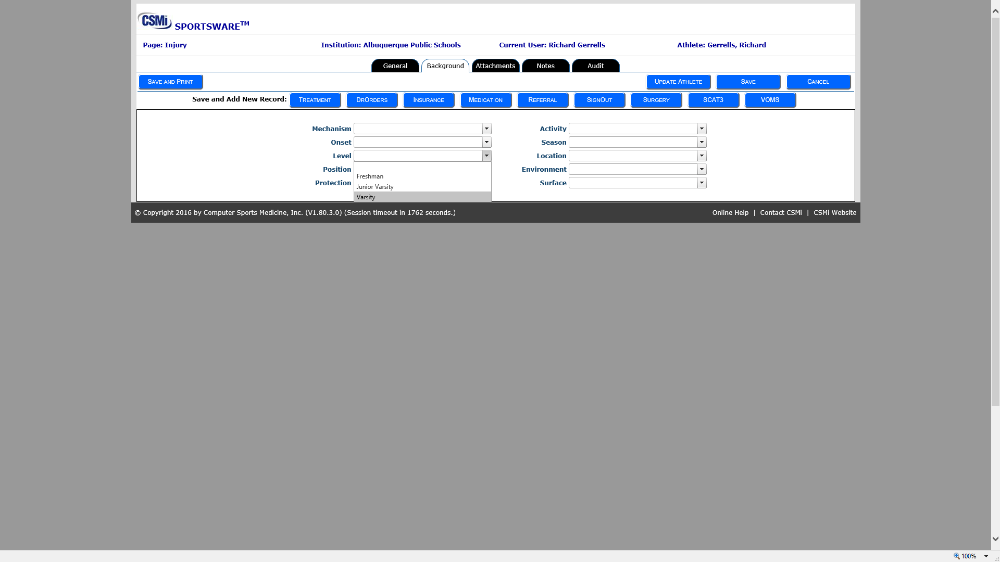 CSMi SPORTSWARE™
Page: Injury Institution: Albuquerque Public Schools Current User: Richard Gerrells Athlete: Gerrells, Richard
General Background Attachments Notes Audit
SAVE AND PRINT UPDATE ATHLETE SAVE CANCEL
Save and Add New Record: TREATMENT DRORDERS INSURANCE MEDICATION REFERRAL SIGNOUT SURGERY SCAT3 VOMS
Mechanism Activity
Onset Season
Level Location
Position Environment
Freshman
Protection Surface
Junior Varsity
Varsity
© Copyright 2016 by Computer Sports Medicine, Inc. (V1.80.3.0) (Session timeout in 1762 seconds.) Online Help | Contact CSMi | CSMi Website
100%